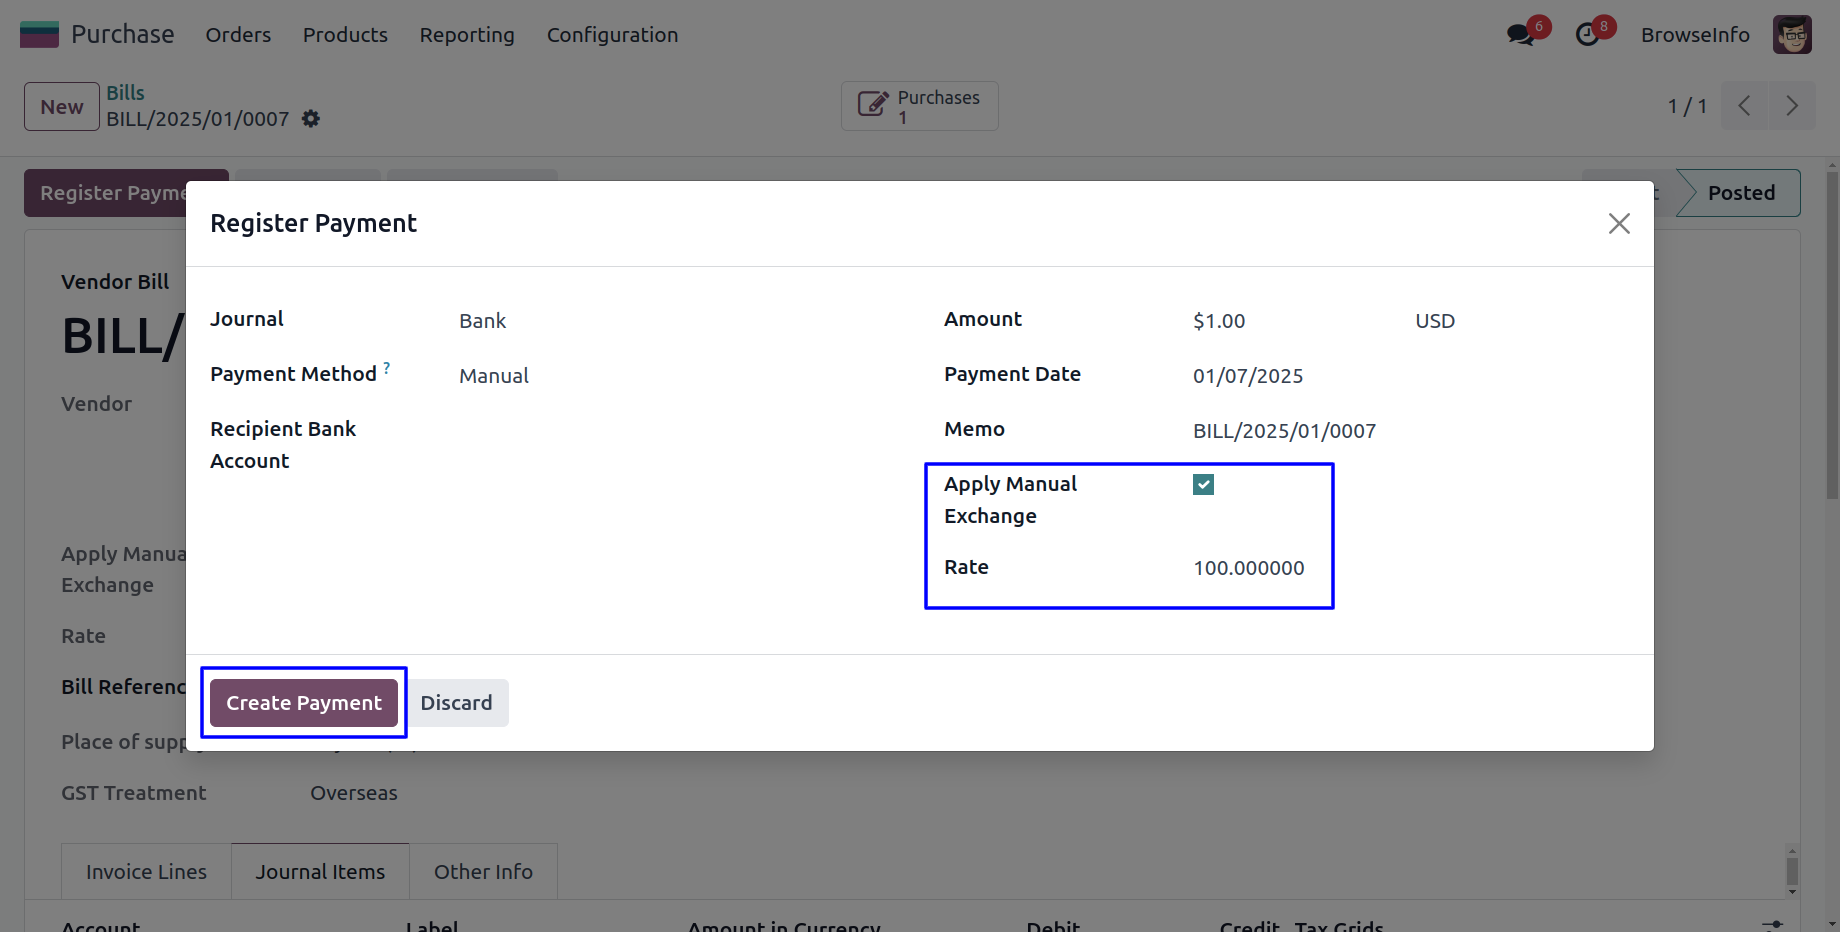 Purchase Orders Products Reporting Configuration 6 8 BrowseInfo
New Bills
BILL/2025/01/0007
Purchases
1
1 / 1
Register Payme
Posted
Register Payment
Vendor Bill
BILL/
Vendor
Apply Manua
Exchange
Rate
Bill Referenc
Place of supp
GST Treatment Overseas
Journal Bank
Payment Method ? Manual
Recipient Bank
Account
Amount $1.00 USD
Payment Date 01/07/2025
Memo BILL/2025/01/0007
Apply Manual
Exchange
Rate 100.000000
Create Payment Discard
Invoice Lines Journal Items Other Info
Account Label Amount in Currency Debit Credit Tax Grids